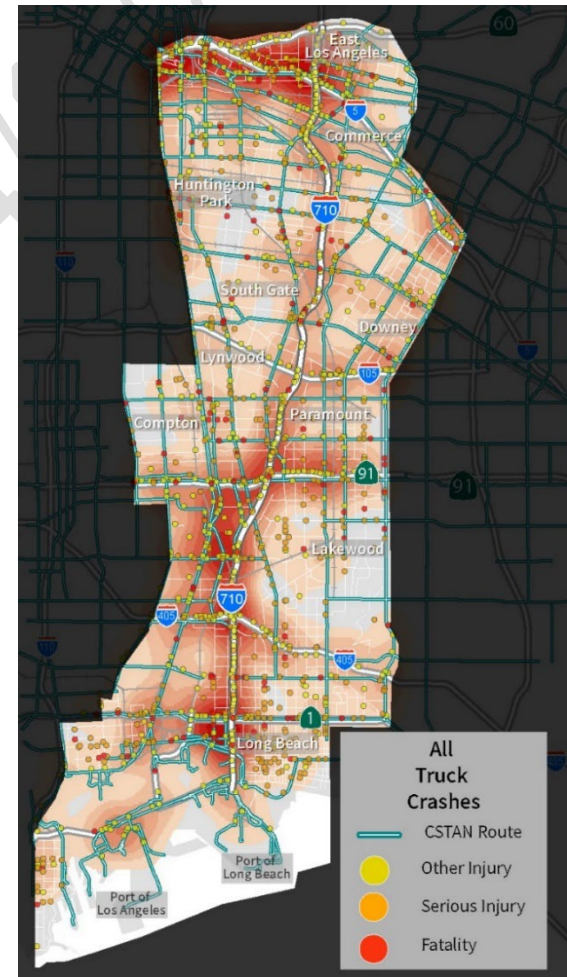 60
East
Los Angeles
5
Commerce
Huntington
Park
710
South Gate
Downey
Lynwood
105
Compton
Paramount
91
91
Lakewood
710
405
405
1
Long Beach
Port of
Long Beach
Port of
Los Angeles
All
Truck
Crashes
CSTAN Route
Other Injury
Serious Injury
Fatality